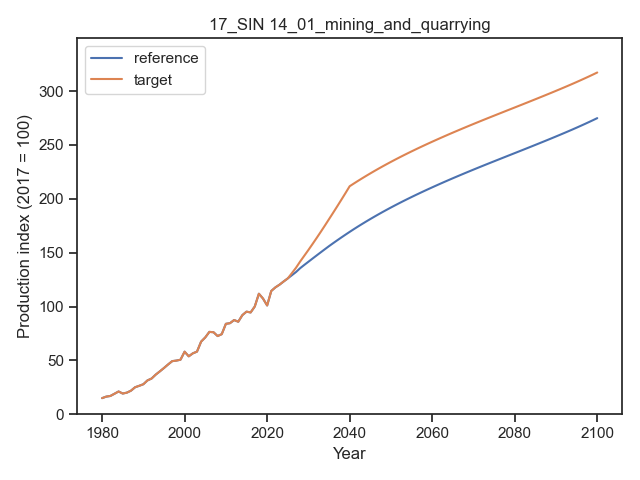 17_SIN 14_01_mining_and_quarrying
reference
target
Production index (2017 = 100)
300
250
200
150
100
50
0
1980
2000
2020
2040
2060
2080
2100
Year